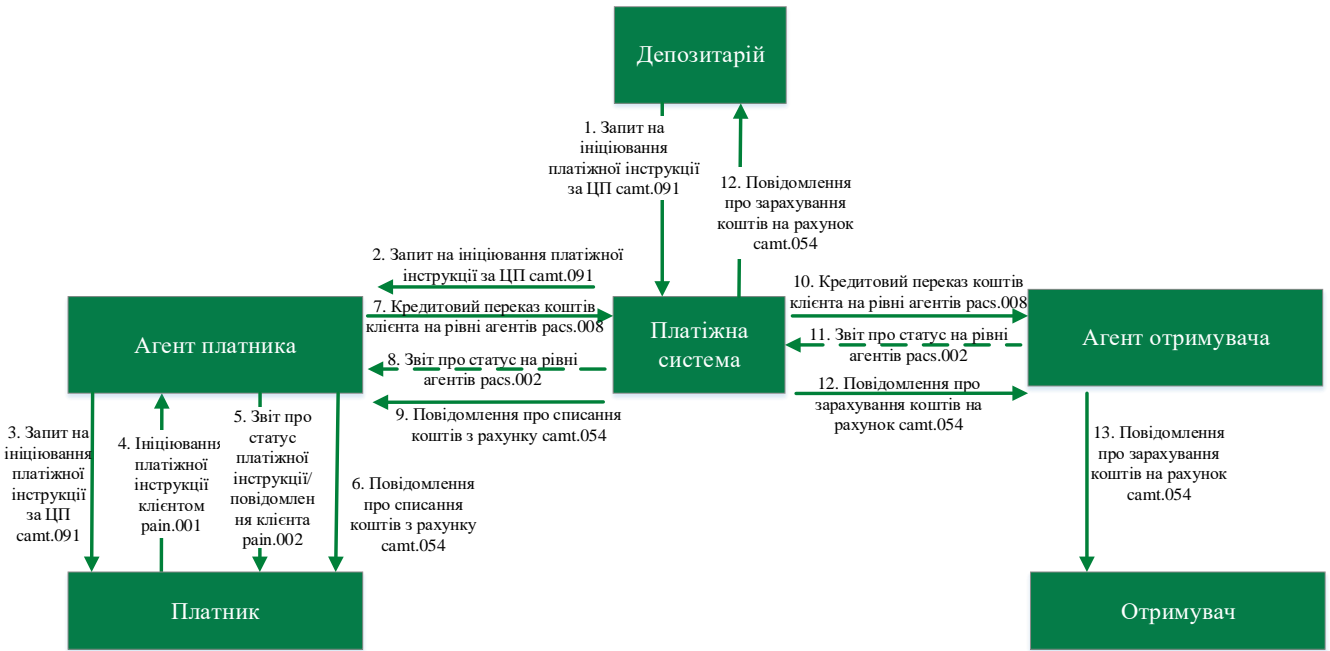 Депозитарій
1. Запит на
ініціювання
платіжної інструкції
за ЦП camt.091
12. Повідомлення
про зарахування
коштів на рахунок
camt.054
2. Запит на ініціювання платіжної
інструкції за ЦП camt.091
7. Кредитовий переказ коштів
клієнта на рівні агентів pacs.008
8. Звіт про статус на рівні
агентів pacs.002
9. Повідомлення про списання
коштів з рахунку camt.054
Агент платника
Платіжна
система
10. Кредитовий переказ коштів
клієнта на рівні агентів pacs.008
11. Звіт про статус на рівні
агентів pacs.002
12. Повідомлення про
зарахування коштів на
рахунок camt.054
Агент отримувача
3. Запит на
ініціювання
платіжної
інструкції
за ЦП
camt.091
4. Ініціювання
платіжної
інструкції
клієнтом
pain.001
5. Звіт про
статус
платіжної
інструкції/
повідомлен
ня клієнта
pain.002
6. Повідомлення
про списання
коштів з рахунку
camt.054
13. Повідомлення
про зарахування
коштів на рахунок
camt.054
Платник
Отримувач